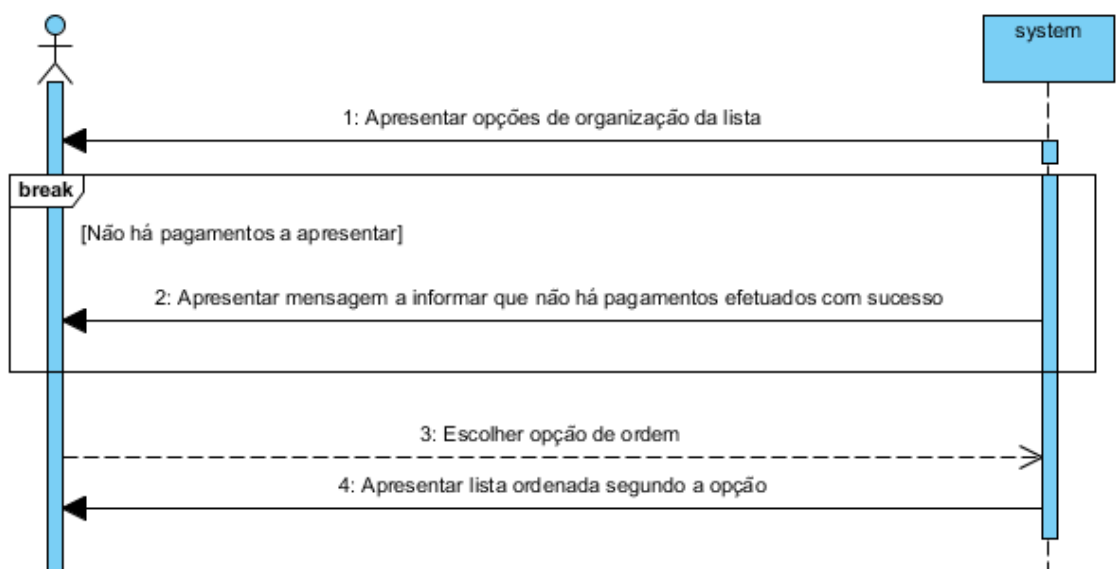 system
1: Apresentar opções de organização da lista
break
[Não há pagamentos a apresentar]
2: Apresentar mensagem a informar que não há pagamentos efetuados com sucesso
3: Escolher opção de ordem
4: Apresentar lista ordenada segundo a opção